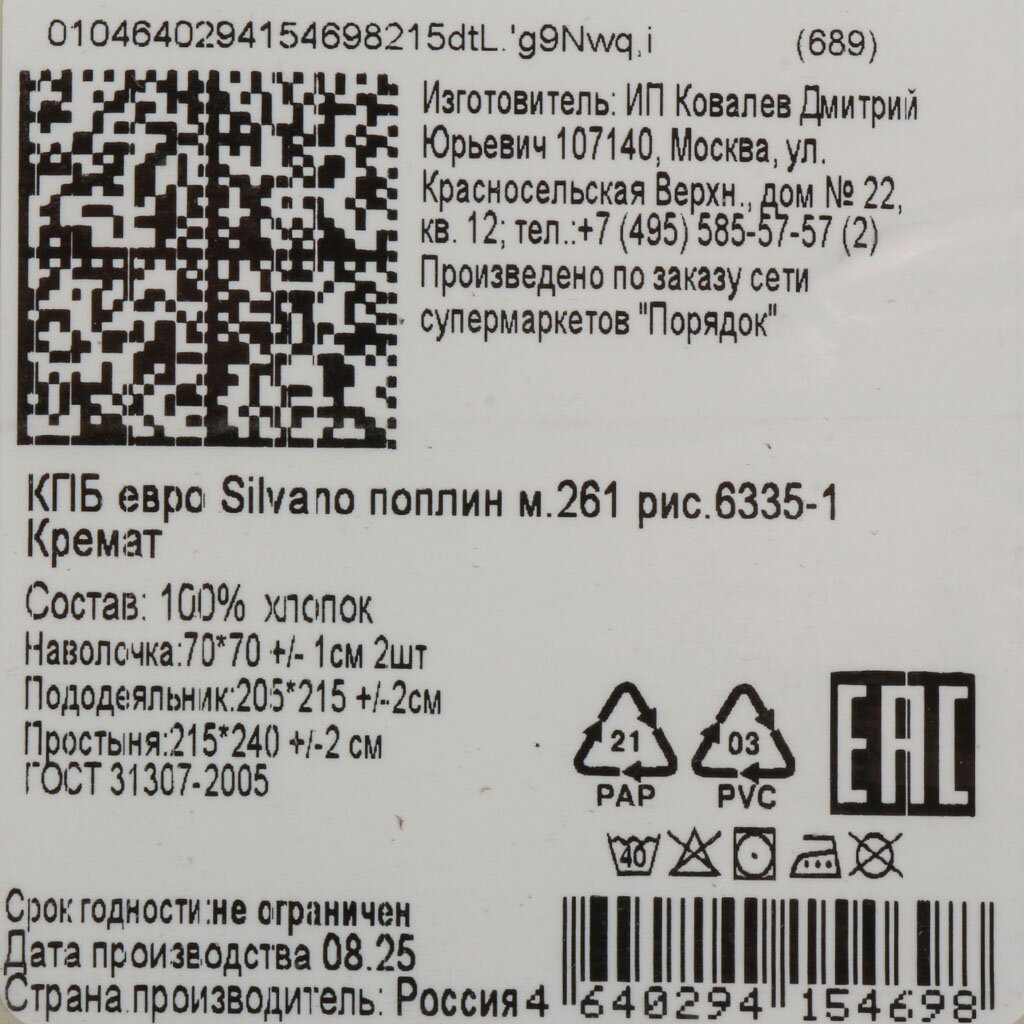 0104640294154698215dtL.'g9Nwq,i (689)
Изготовитель: ИП Ковалев Дмитрий
Юрьевич 107140, Москва, ул.
Красносельская Верхн., дом № 22,
кв. 12; тел.:+7 (495) 585-57-57 (2)
Произведено по заказу сети
супермаркетов "Порядок"
КПБ евро Silvano поплин м.261 рис.6335-1
Кремат
Состав: 100% хлопок
Наволочка:70*70 +/- 1см 2шт
Пододеяльник:205*215 +/-2см
Простыня:215*240 +/-2 см
ГОСТ 31307-2005
21
PAP
03
PVC
EAC
40
Срок годности:не ограничен
Дата производства 08.25
Страна.производитель: Россия
4 640294 154698